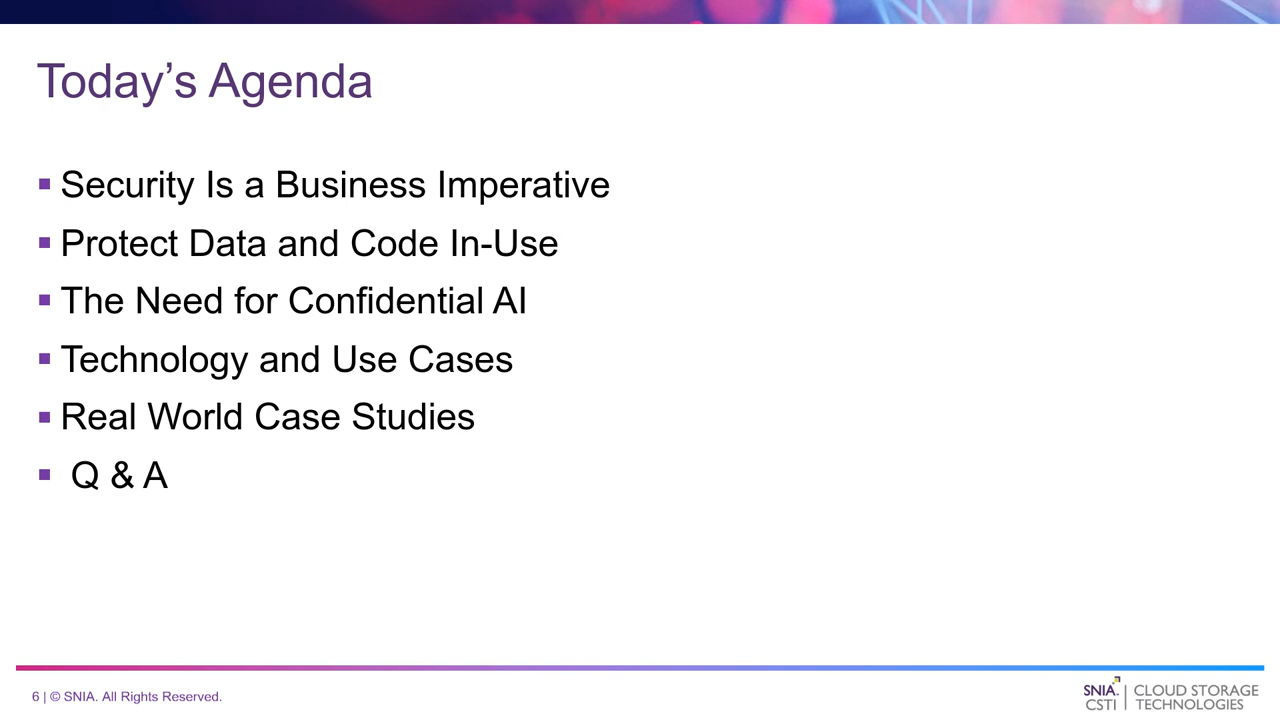 Today’s Agenda
▪ Security Is a Business Imperative
▪ Protect Data and Code In-Use
▪ The Need for Confidential AI
▪ Technology and Use Cases
▪ Real World Case Studies
▪ Q & A
6 | © SNIA. All Rights Reserved.
SNIA. | CLOUD STORAGE
CSTI | TECHNOLOGIES